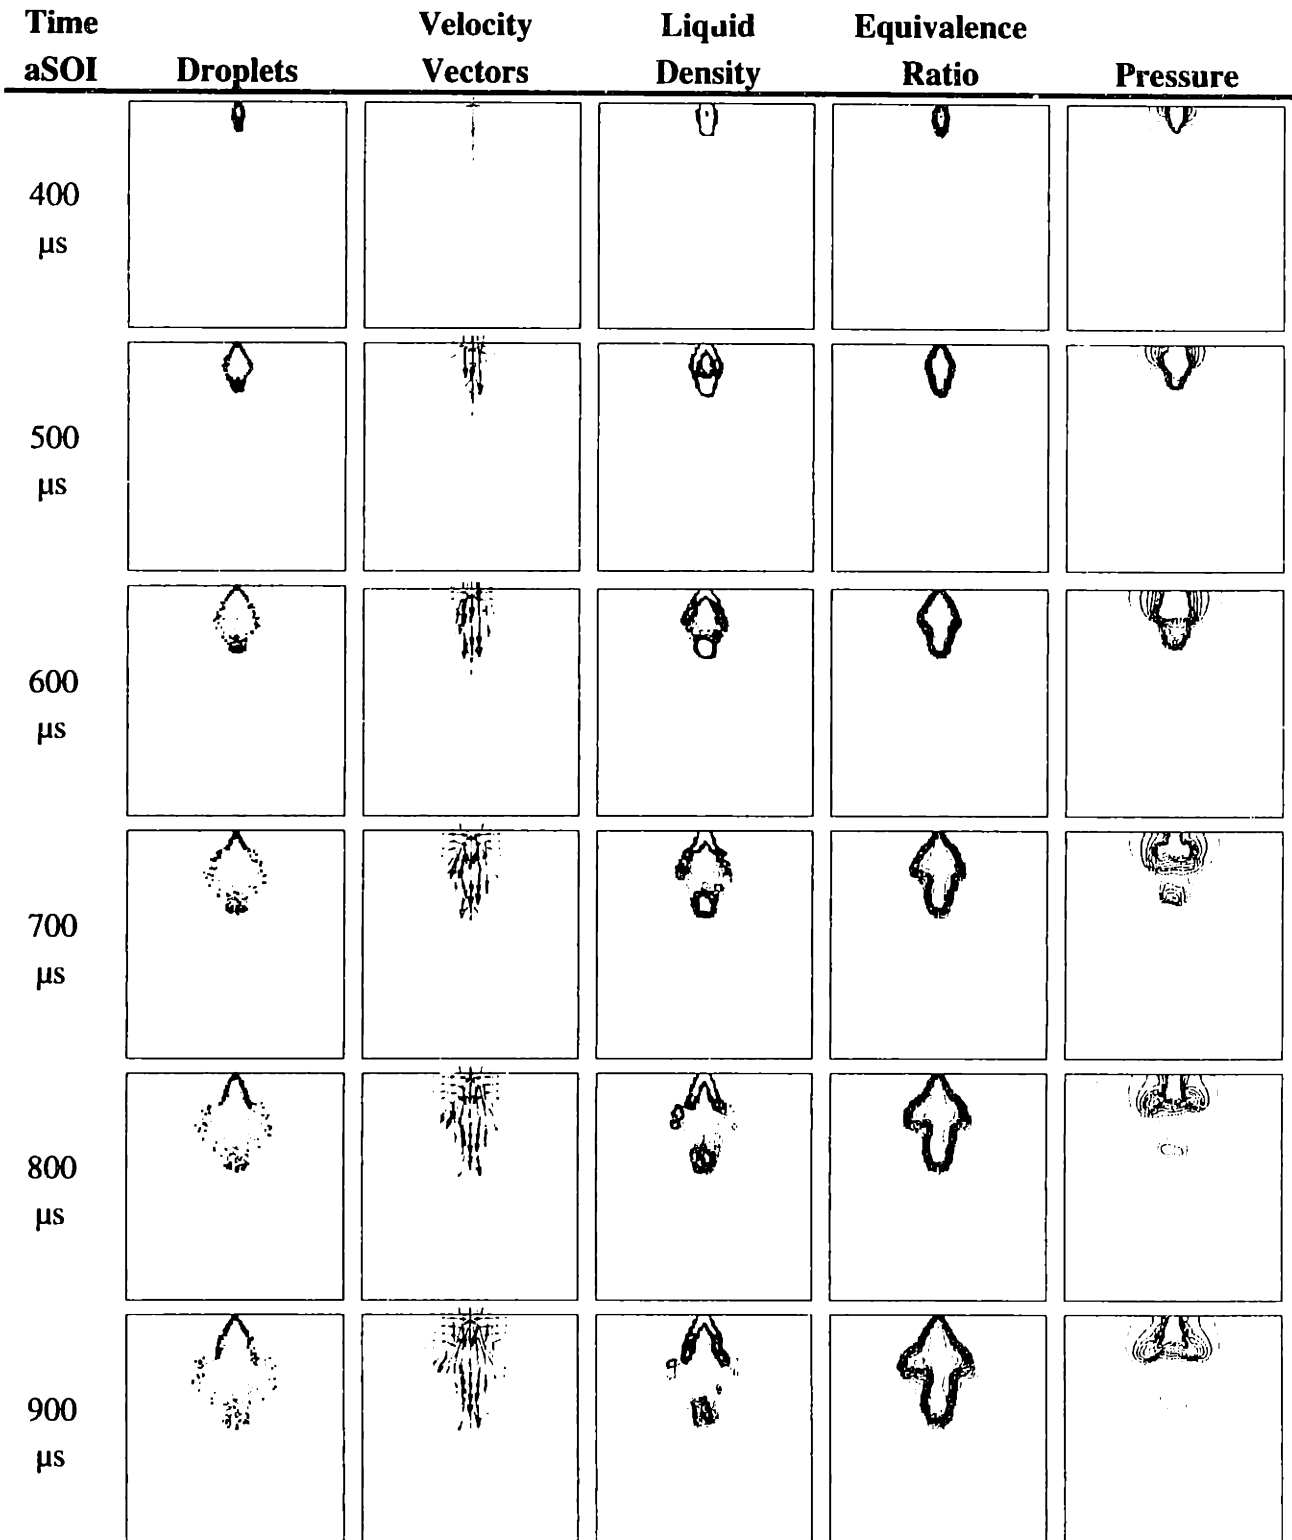 Time Velocity Liquid Equivalence
aSOI Droplets Vectors Density Ratio Pressure
400
µs
500
µs
600
µs
700
µs
800
µs
900
µs